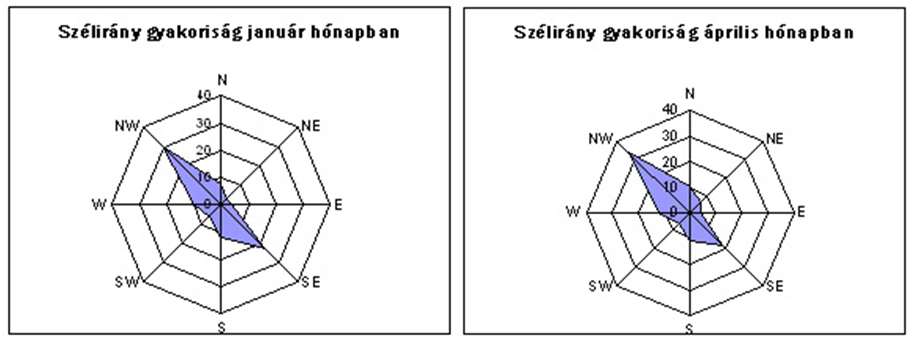 Szélirány gyakoriság január hónapban
N
40
NW
NE
30
20
10
W
0
E
SW
SE
S
Szélirány gyakoriság április hónapban
N
40
NW
NE
30
20
10
W
0
E
SW
SE
S